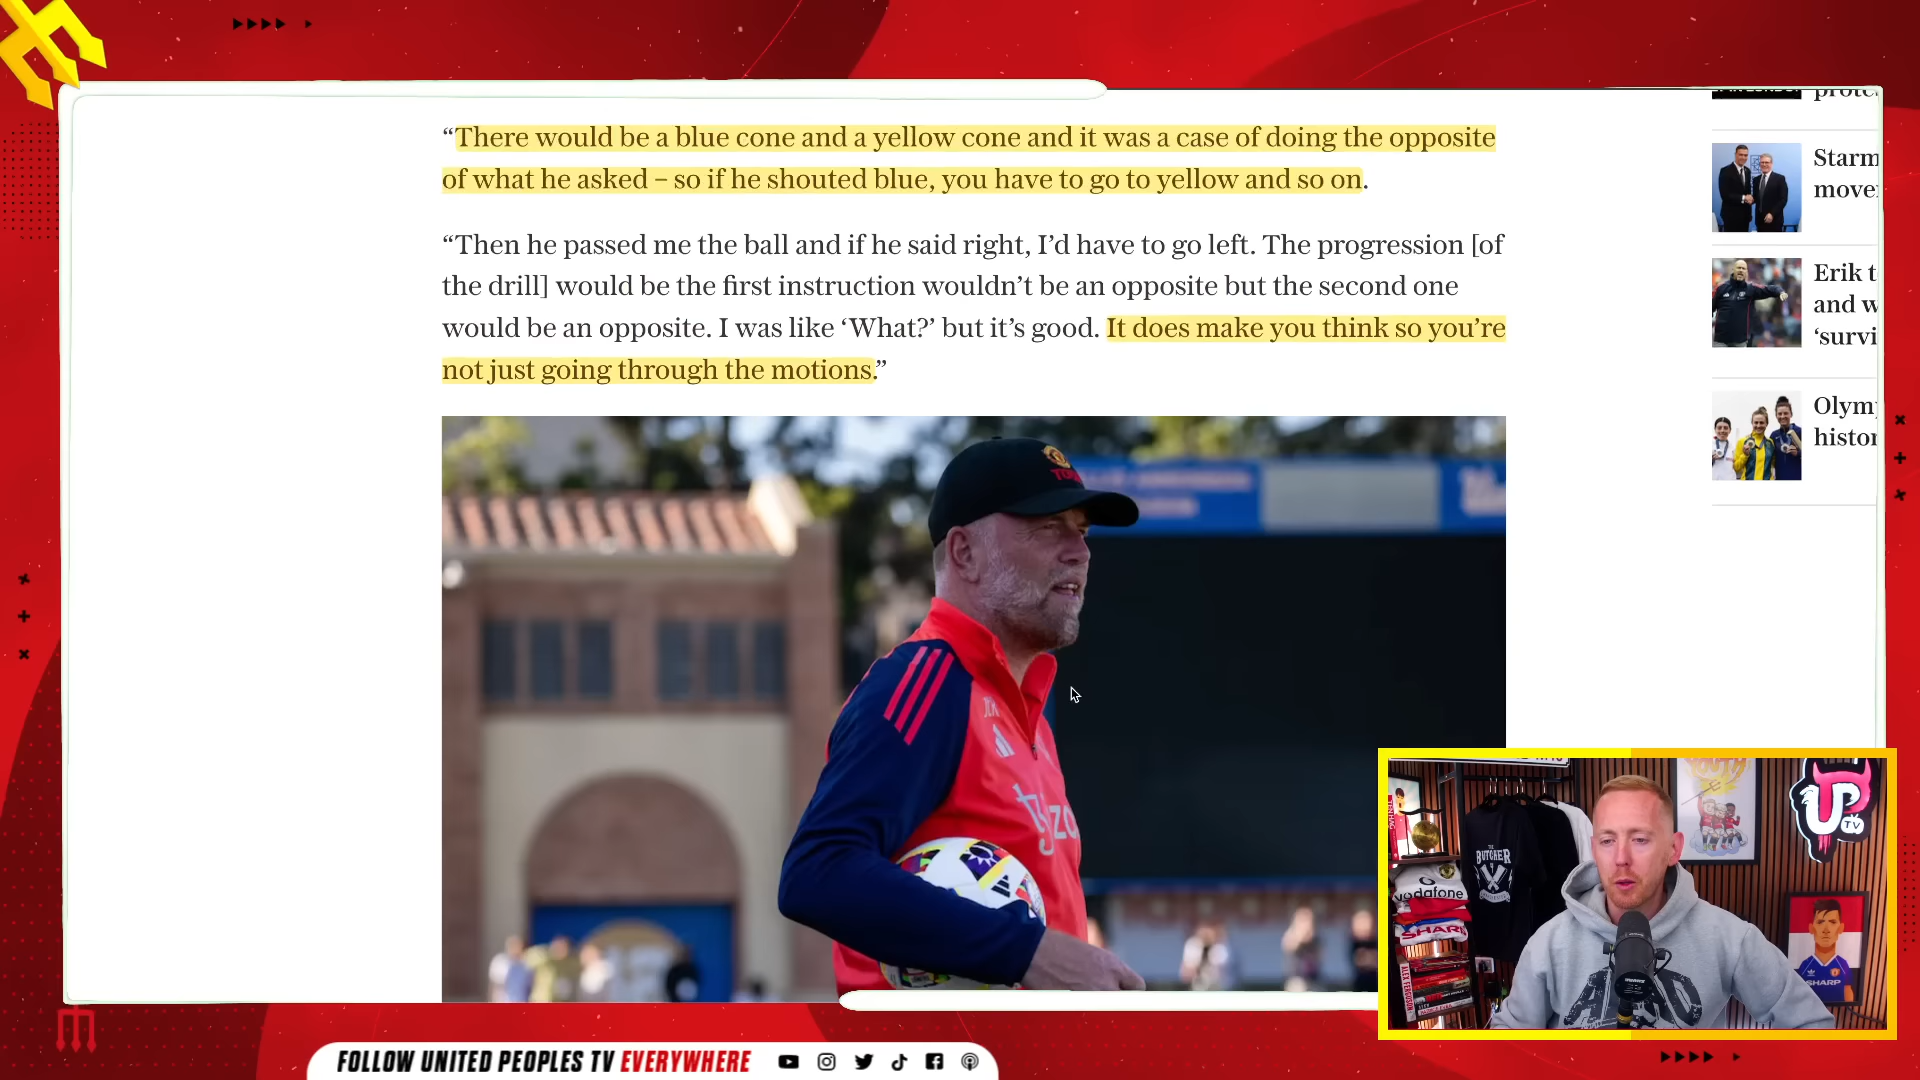 “There would be a blue cone and a yellow cone and it was a case of doing the opposite
of what he asked – so if he shouted blue, you have to go to yellow and so on.
“Then he passed me the ball and if he said right, I’d have to go left. The progression [of
the drill] would be the first instruction wouldn’t be an opposite but the second one
would be an opposite. I was like ‘What?’ but it’s good. It does make you think so you’re
not just going through the motions.”
Starm
move
Erik t
and w
‘survi
Olym
histor
THE
BUTCHER
vodafone
SHARP
UP
TV
SHARP
FOLLOW UNITED PEOPLES TV EVERYWHERE